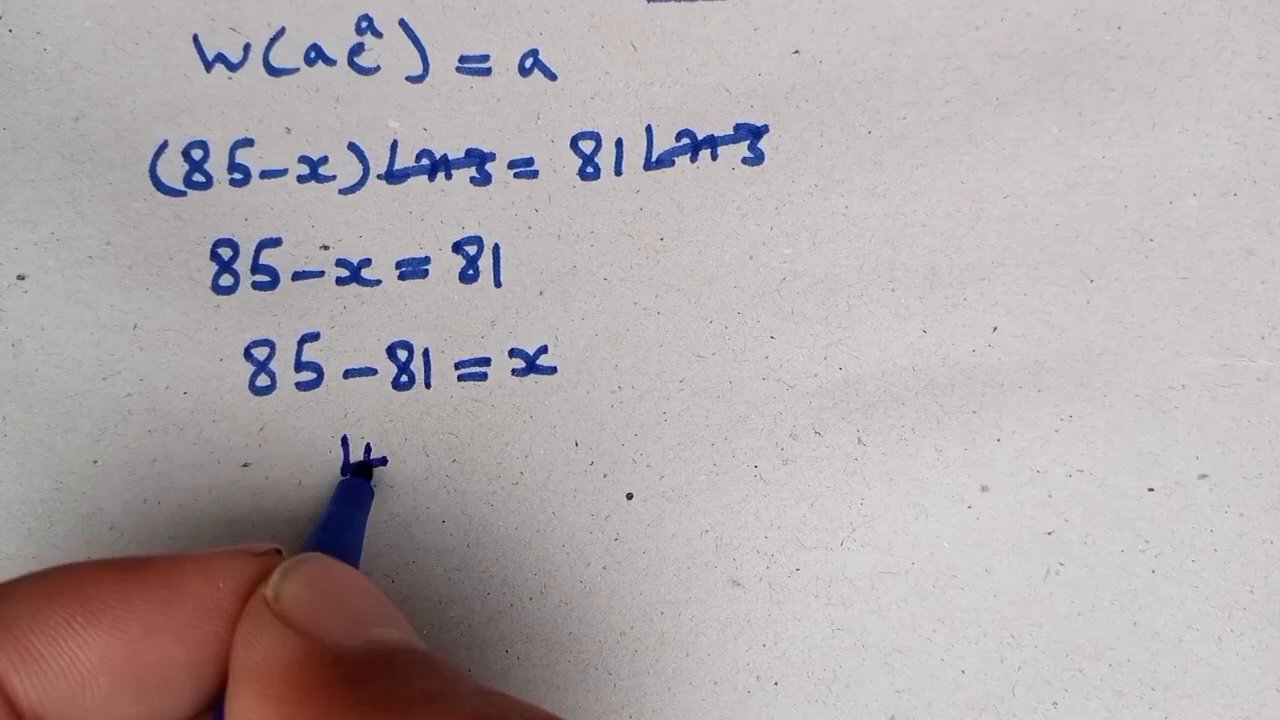 W(ae^a) = a
(85-x) Ln3 = 81 Ln3
85-x = 81
85-81 = x
4